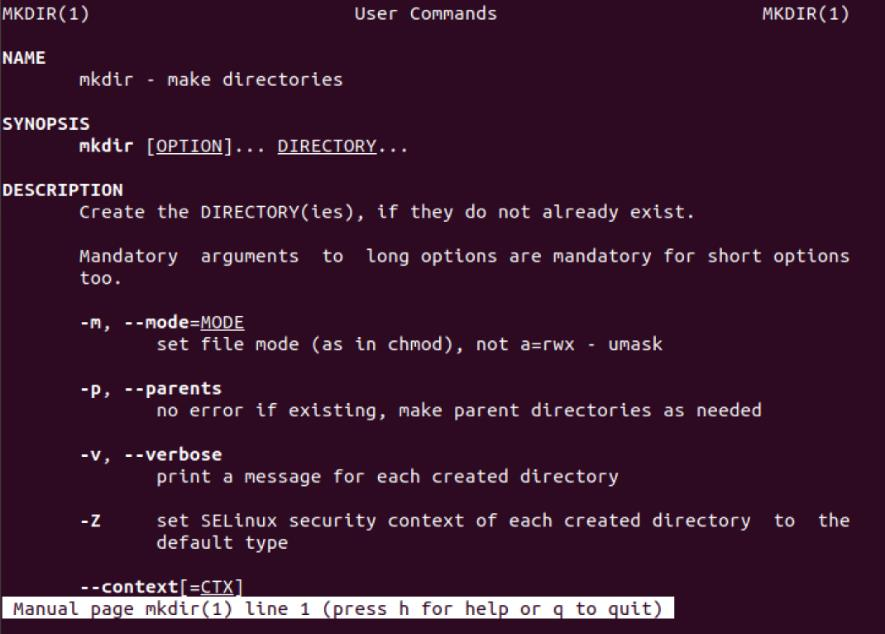 MKDIR(1) User Commands MKDIR(1)
NAME
mkdir - make directories
SYNOPSIS
mkdir [OPTION]... DIRECTORY...
DESCRIPTION
Create the DIRECTORY(ies), if they do not already exist.
Mandatory arguments to long options are mandatory for short options
too.
-m, --mode=MODE
set file mode (as in chmod), not a=rwx - umask
-p, --parents
no error if existing, make parent directories as needed
-v, --verbose
print a message for each created directory
-Z set SELinux security context of each created directory to the
default type
--context[=CTX]
Manual page mkdir(1) line 1 (press h for help or q to quit)